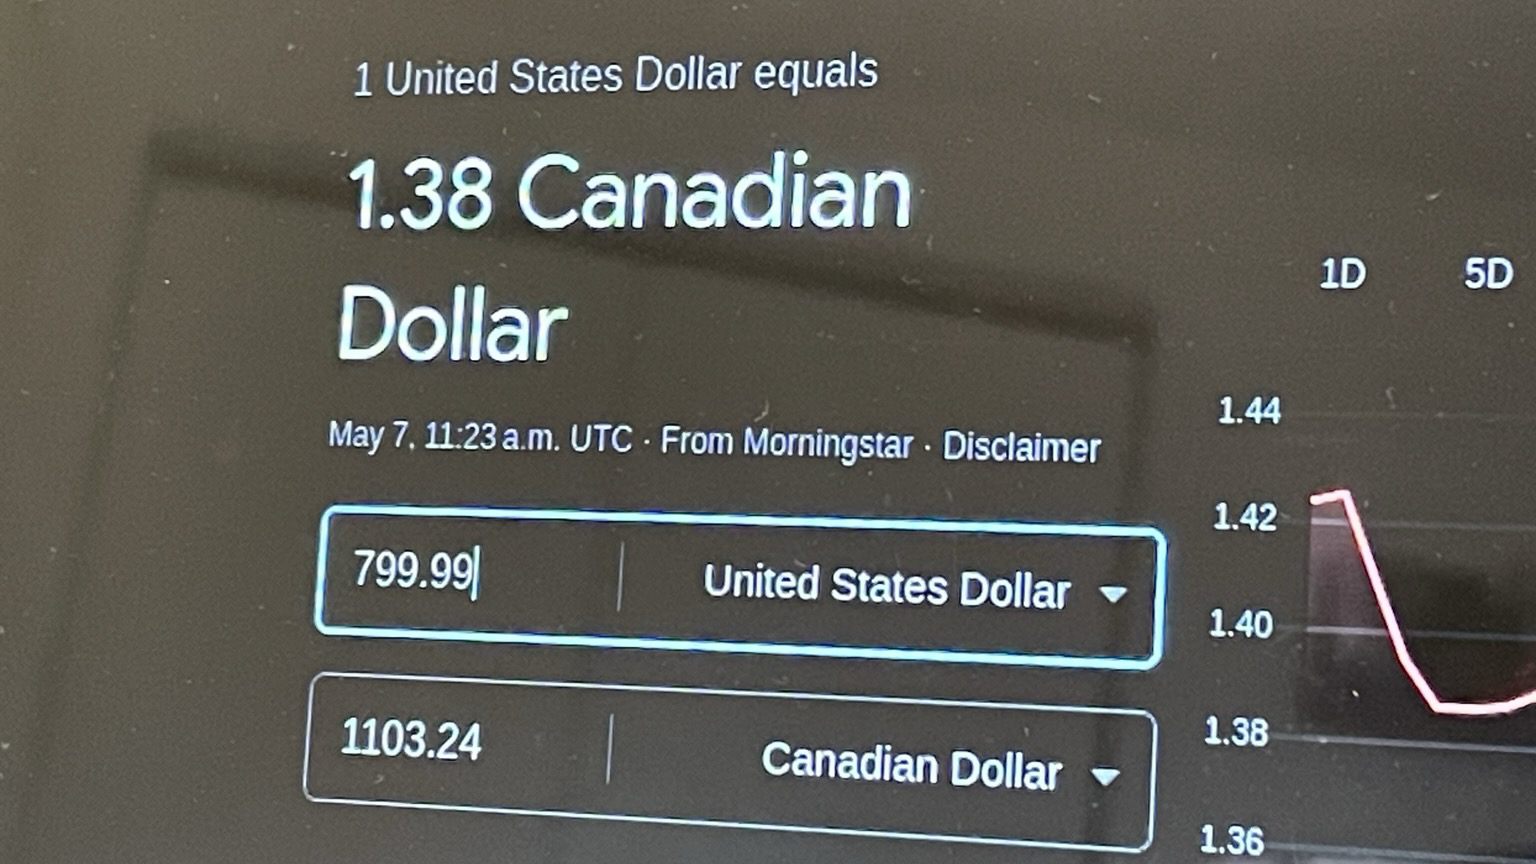 1 United States Dollar equals
1.38 Canadian
Dollar
May 7, 11:23 a.m. UTC · From Morningstar · Disclaimer
799.99
United States Dollar
1103.24
Canadian Dollar
1D 5D
1.44
1.42
1.40
1.38
1.36